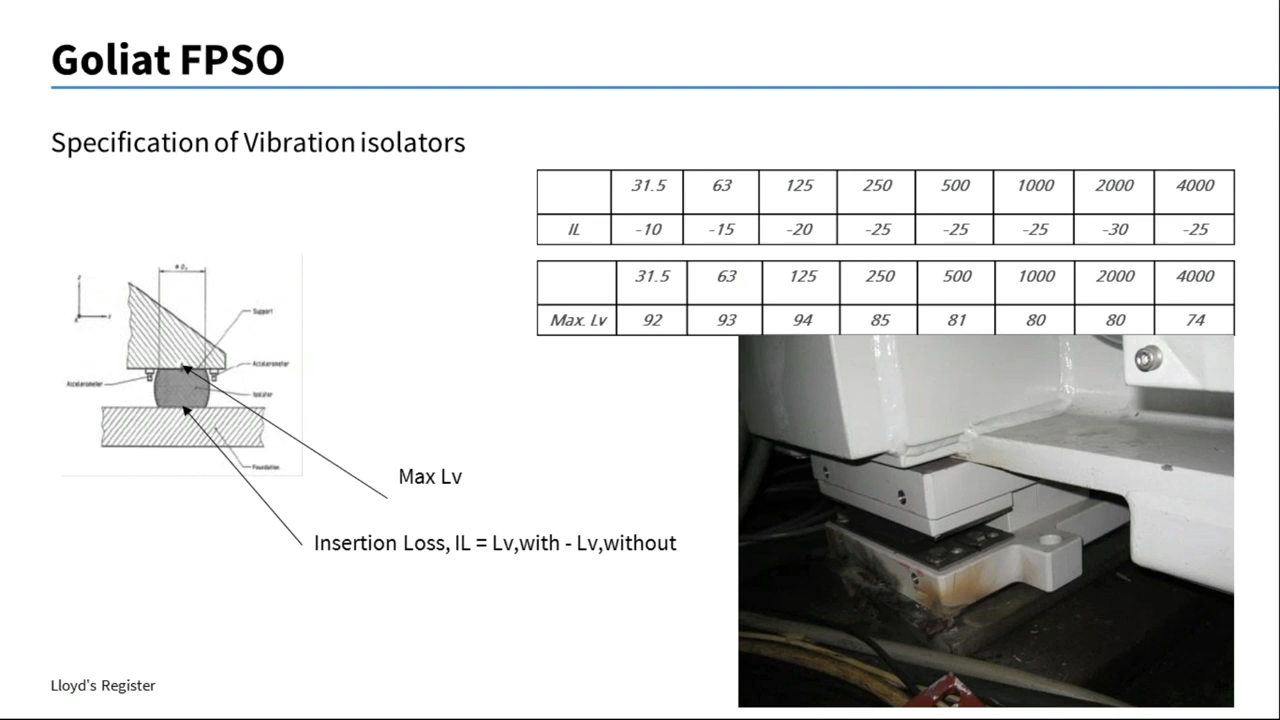 Goliat FPSO
Specification of Vibration isolators
31.5 63 125 250 500 1000 2000 4000
IL -10 -15 -20 -25 -25 -25 -30 -25
31.5 63 125 250 500 1000 2000 4000
Max. Lv 92 93 94 85 81 80 80 74
Support
Accelerometer
Accelerometer
Isolator
Foundation
Max Lv
Insertion Loss, IL = Lv,with - Lv,without
Lloyd's Register